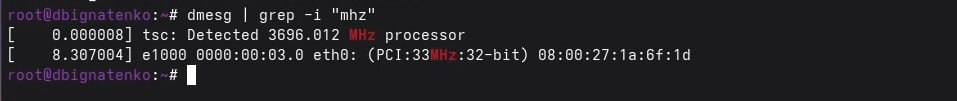 root@dbignatenko:~# dmesg | grep -i "mhz"
[    0.000008] tsc: Detected 3696.012 MHz processor
[    8.307004] e1000 0000:00:03.0 eth0: (PCI:33MHz:32-bit) 08:00:27:1a:6f:1d
root@dbignatenko:~#